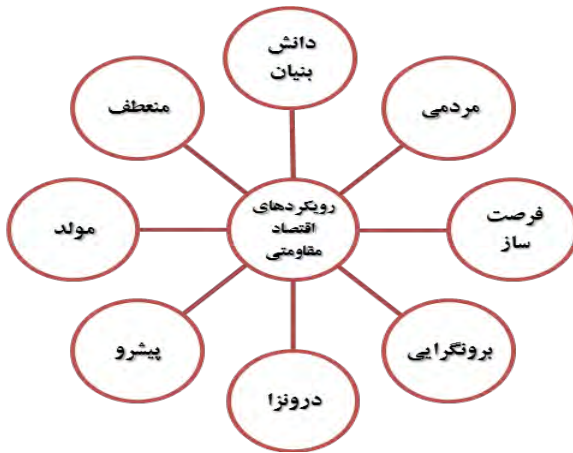 دانش
بنیان
مردمی
فرصت
ساز
برونگرایی
درونزا
پیشرو
مولد
منعطف
رویکردهای
اقتصاد
مقاومتی